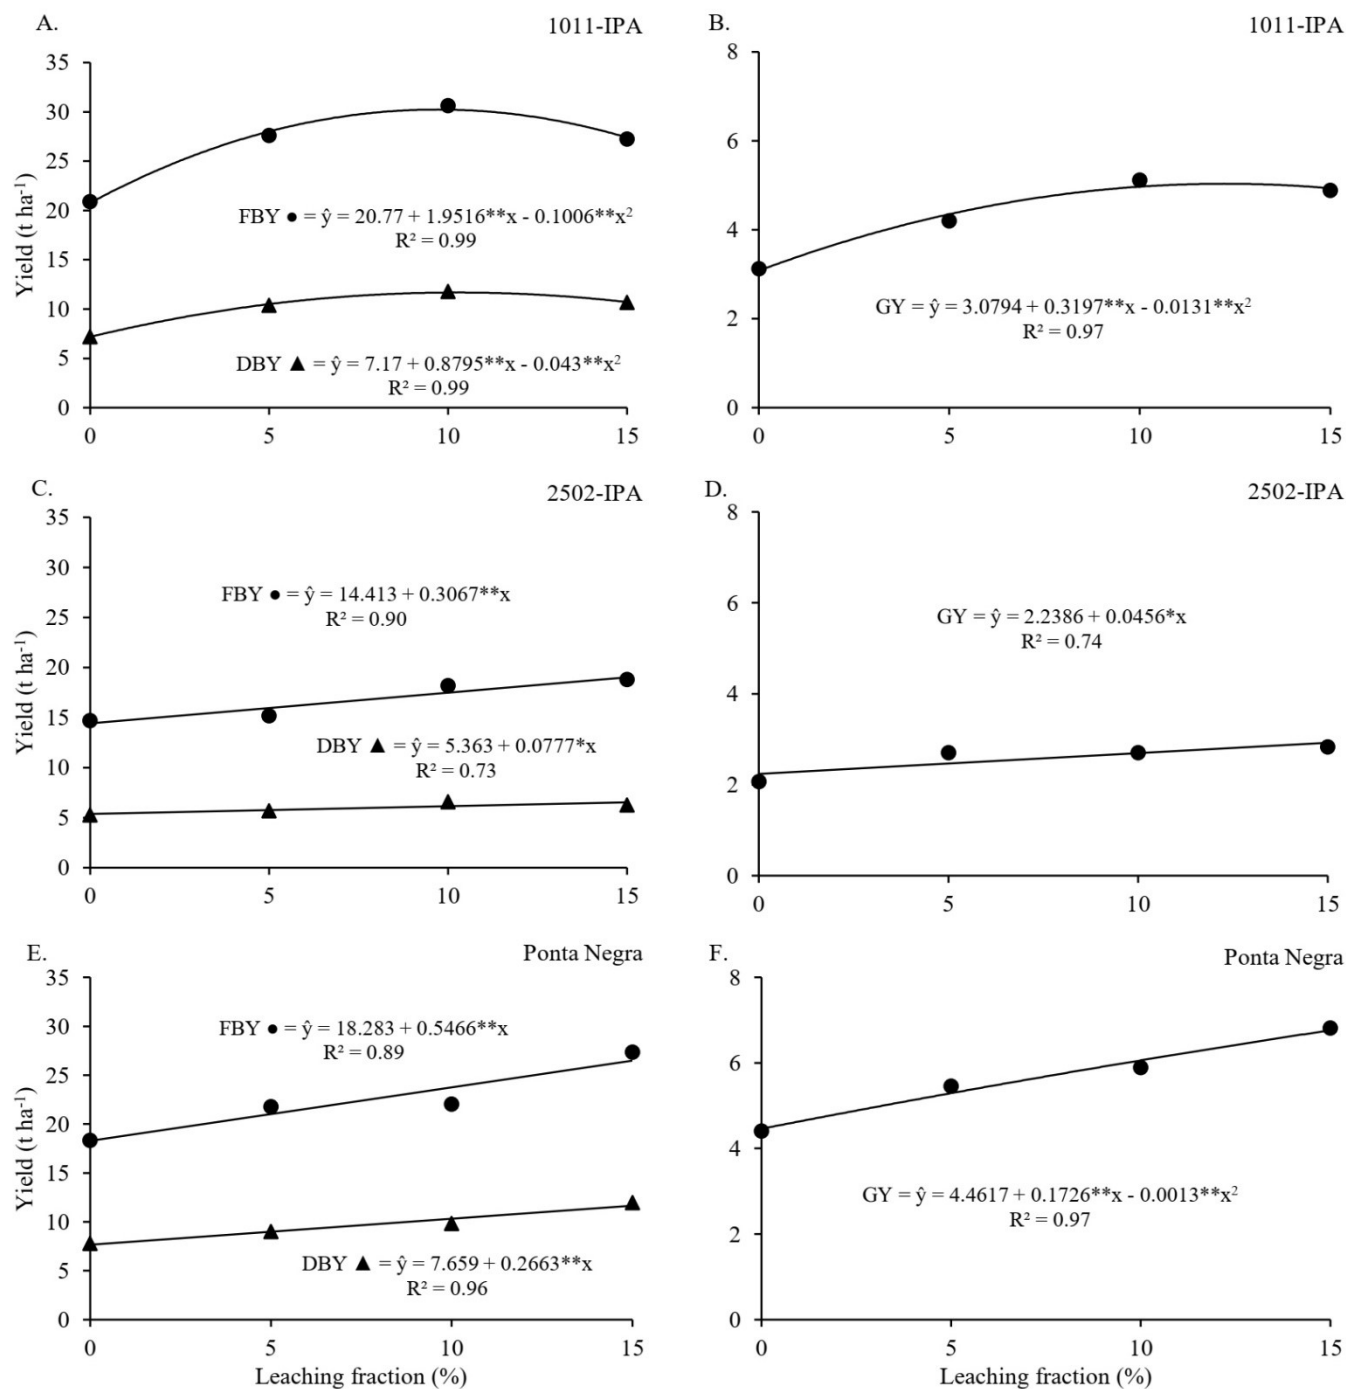 A.
1011-IPA
35
30
25
20
15
10
5
0
Yield (t ha⁻¹)
FBY ● = ŷ = 20.77 + 1.9516**x - 0.1006**x²
R² = 0.99
DBY ▲ = ŷ = 7.17 + 0.8795**x - 0.043**x²
R² = 0.99
0 5 10 15
B.
1011-IPA
8
6
4
2
0
GY = ŷ = 3.0794 + 0.3197**x - 0.0131**x²
R² = 0.97
0 5 10 15
C.
2502-IPA
35
30
25
20
15
10
5
0
Yield (t ha⁻¹)
FBY ● = ŷ = 14.413 + 0.3067**x
R² = 0.90
DBY ▲ = ŷ = 5.363 + 0.0777*x
R² = 0.73
0 5 10 15
D.
2502-IPA
8
6
4
2
0
GY = ŷ = 2.2386 + 0.0456*x
R² = 0.74
0 5 10 15
E.
Ponta Negra
35
30
25
20
15
10
5
0
Yield (t ha⁻¹)
FBY ● = ŷ = 18.283 + 0.5466**x
R² = 0.89
DBY ▲ = ŷ = 7.659 + 0.2663**x
R² = 0.96
0 5 10 15
Leaching fraction (%)
F.
Ponta Negra
8
6
4
2
0
GY = ŷ = 4.4617 + 0.1726**x - 0.0013**x²
R² = 0.97
0 5 10 15
Leaching fraction (%)